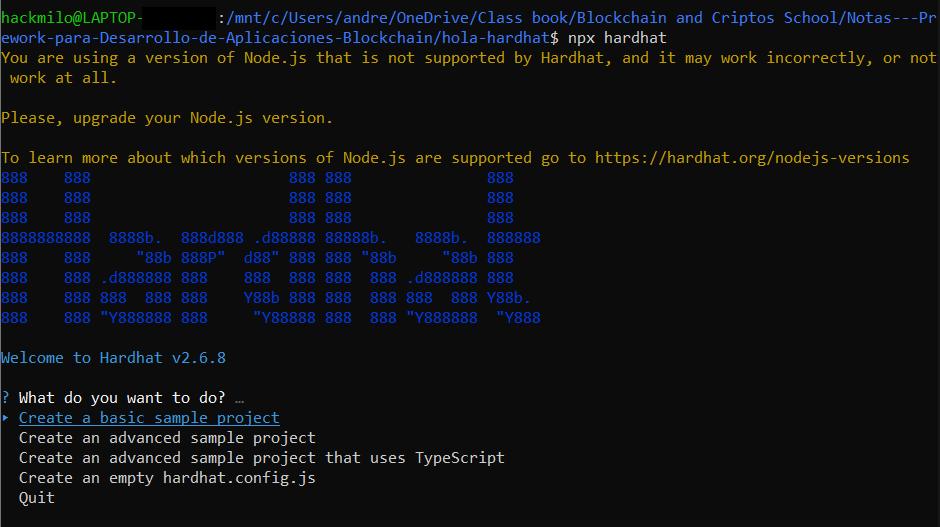 hackmilo@LAPTOP- :/mnt/c/Users/andre/OneDrive/Class book/Blockchain and Criptos School/Notas---Pr
ework-para-Desarrollo-de-Aplicaciones-Blockchain/hola-hardhat$ npx hardhat
You are using a version of Node.js that is not supported by Hardhat, and it may work incorrectly, or not
 work at all.

Please, upgrade your Node.js version.

To learn more about which versions of Node.js are supported go to https://hardhat.org/nodejs-versions
888    888                      888 888               888
888    888                      888 888               888
888    888                      888 888               888
8888888888  8888b.  888d888 .d88888 88888b.   8888b.  888888
888    888     "88b 888P"  d88" 888 888 "88b     "88b 888
888    888 .d888888 888    888  888 888  888 .d888888 888
888    888 888  888 888    Y88b 888 888  888 888  888 Y88b.
888    888 "Y888888 888     "Y88888 888  888 "Y888888  "Y888

Welcome to Hardhat v2.6.8

? What do you want to do? …
▸ Create a basic sample project
  Create an advanced sample project
  Create an advanced sample project that uses TypeScript
  Create an empty hardhat.config.js
  Quit